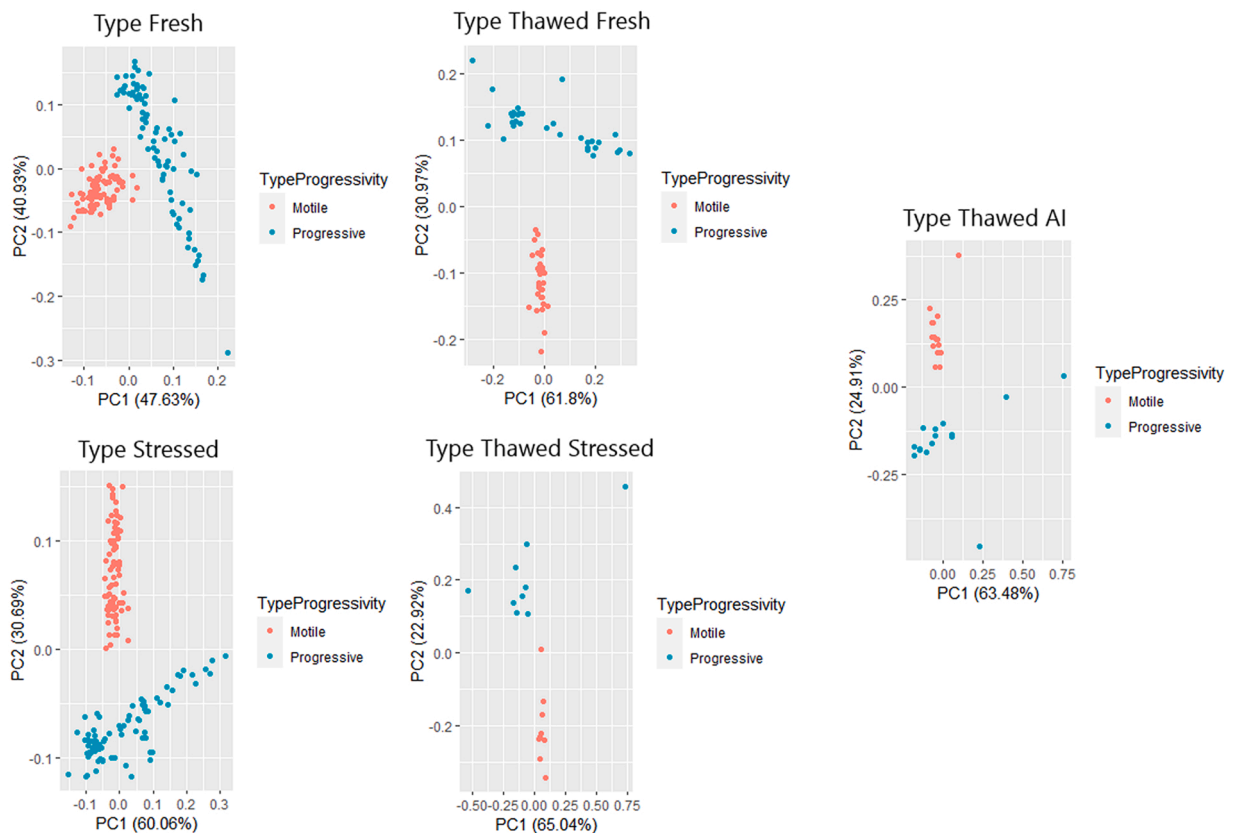 Type Fresh
0.1
0.0
-0.1
-0.2
-0.3
PC2 (40.93%)
-0.1 0.0 0.1 0.2
PC1 (47.63%)
TypeProgressivity
Motile
Progressive
Type Thawed Fresh
0.2
0.1
0.0
-0.1
-0.2
PC2 (30.97%)
-0.2 0.0 0.2
PC1 (61.8%)
TypeProgressivity
Motile
Progressive
Type Thawed AI
0.25
0.00
-0.25
PC2 (24.91%)
0.00 0.25 0.50 0.75
PC1 (63.48%)
TypeProgressivity
Motile
Progressive
Type Stressed
0.1
0.0
-0.1
PC2 (30.69%)
-0.1 0.0 0.1 0.2 0.3
PC1 (60.06%)
TypeProgressivity
Motile
Progressive
Type Thawed Stressed
0.4
0.2
0.0
-0.2
PC2 (22.92%)
-0.50 -0.25 0.00 0.25 0.50 0.75
PC1 (65.04%)
TypeProgressivity
Motile
Progressive